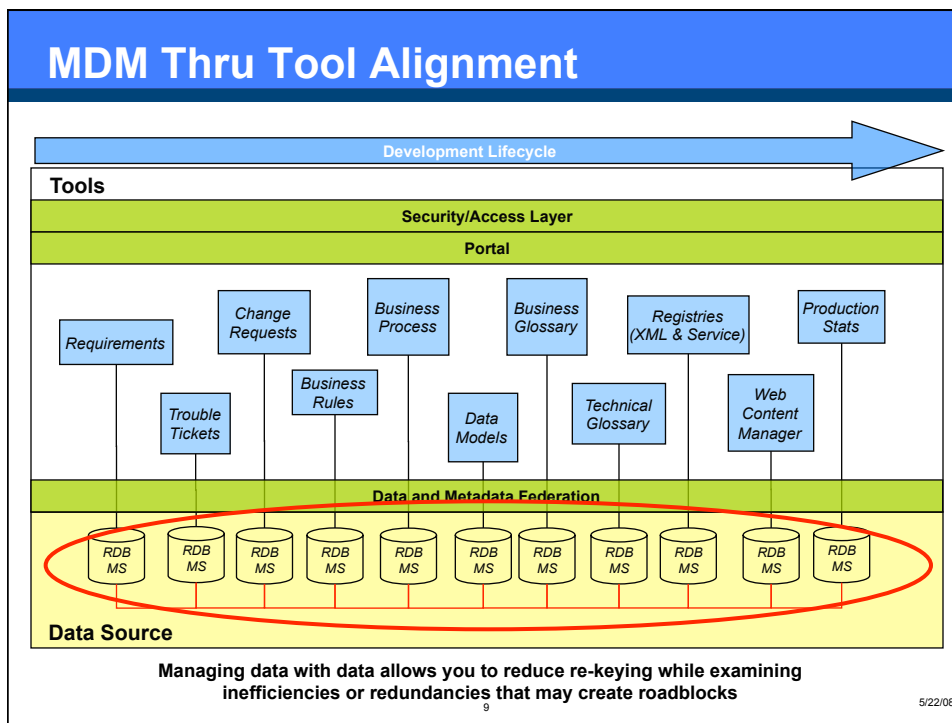 MDM Thru Tool Alignment
Development Lifecycle
Tools
Security/Access Layer
Portal
Requirements
Trouble
Tickets
Change
Requests
Business
Rules
Business
Process
Data
Models
Business
Glossary
Technical
Glossary
Registries
(XML & Service)
Web
Content
Manager
Production
Stats
Data and Metadata Federation
RDB
MS
RDB
MS
RDB
MS
RDB
MS
RDB
MS
RDB
MS
RDB
MS
RDB
MS
RDB
MS
RDB
MS
RDB
MS
Data Source
Managing data with data allows you to reduce re-keying while examining
inefficiencies or redundancies that may create roadblocks
9